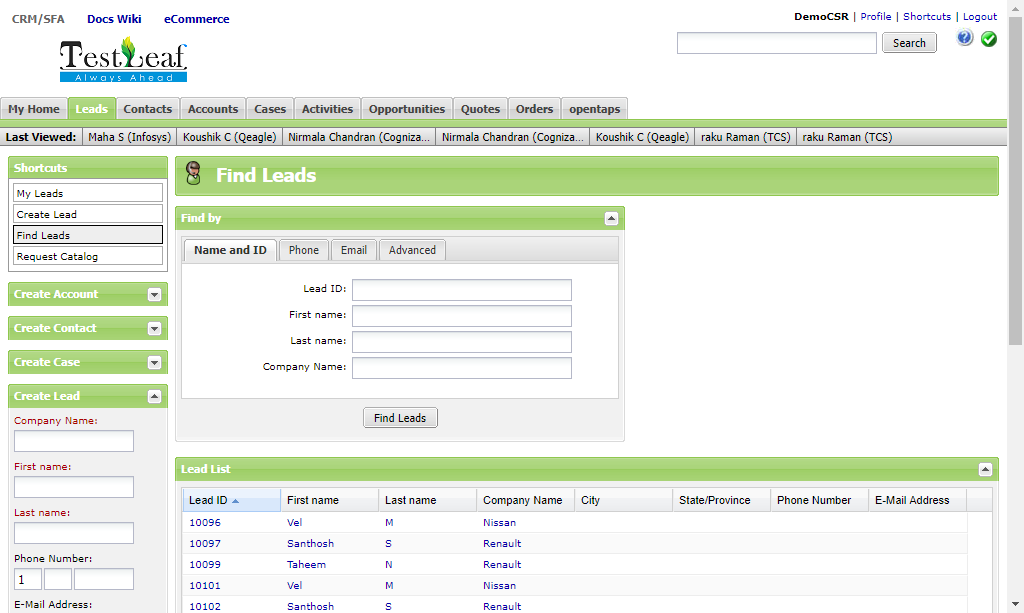 CRM/SFA Docs Wiki eCommerce
DemoCSR | Profile | Shortcuts | Logout
TestLeaf
Always Ahead
Search
My Home Leads Contacts Accounts Cases Activities Opportunities Quotes Orders opentaps
Last Viewed: Maha S (Infosys) Koushik C (Qeagle) Nirmala Chandran (Cogniza... Nirmala Chandran (Cogniza... Koushik C (Qeagle) raku Raman (TCS) raku Raman (TCS)
Shortcuts
My Leads
Create Lead
Find Leads
Request Catalog
Create Account
Create Contact
Create Case
Create Lead
Company Name:
First name:
Last name:
Phone Number:
1
E-Mail Address:
Find Leads
Find by
Name and ID Phone Email Advanced
Lead ID:
First name:
Last name:
Company Name:
Find Leads
Lead List
Lead ID First name Last name Company Name City State/Province Phone Number E-Mail Address
10096 Vel M Nissan
10097 Santhosh S Renault
10099 Taheem N Renault
10101 Vel M Nissan
10102 Santhosh S Renault